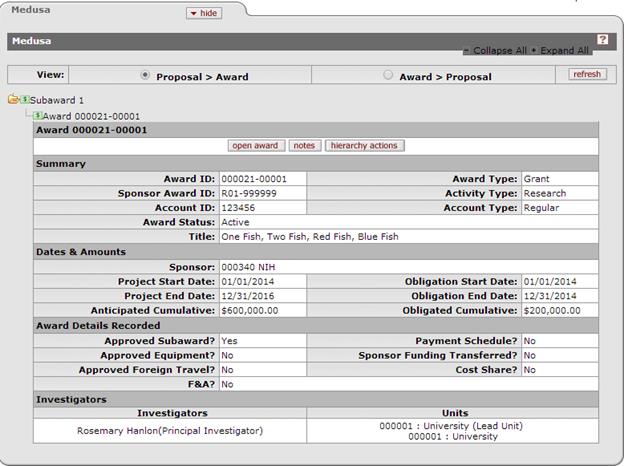 Medusa
hide
Medusa
?
− Collapse All + Expand All
View: Proposal > Award Award > Proposal refresh
$ Subaward 1
$ Award 000021-00001
Award 000021-00001
open award notes hierarchy actions
Summary
Award ID: 000021-00001 Award Type: Grant
Sponsor Award ID: R01-999999 Activity Type: Research
Account ID: 123456 Account Type: Regular
Award Status: Active
Title: One Fish, Two Fish, Red Fish, Blue Fish
Dates & Amounts
Sponsor: 000340 NIH
Project Start Date: 01/01/2014 Obligation Start Date: 01/01/2014
Project End Date: 12/31/2016 Obligation End Date: 12/31/2014
Anticipated Cumulative: $600,000.00 Obligated Cumulative: $200,000.00
Award Details Recorded
Approved Subaward? Yes Payment Schedule? No
Approved Equipment? No Sponsor Funding Transferred? No
Approved Foreign Travel? No Cost Share? No
F&A? No
Investigators
Investigators Units
Rosemary Hanlon(Principal Investigator) 000001 : University (Lead Unit)
000001 : University